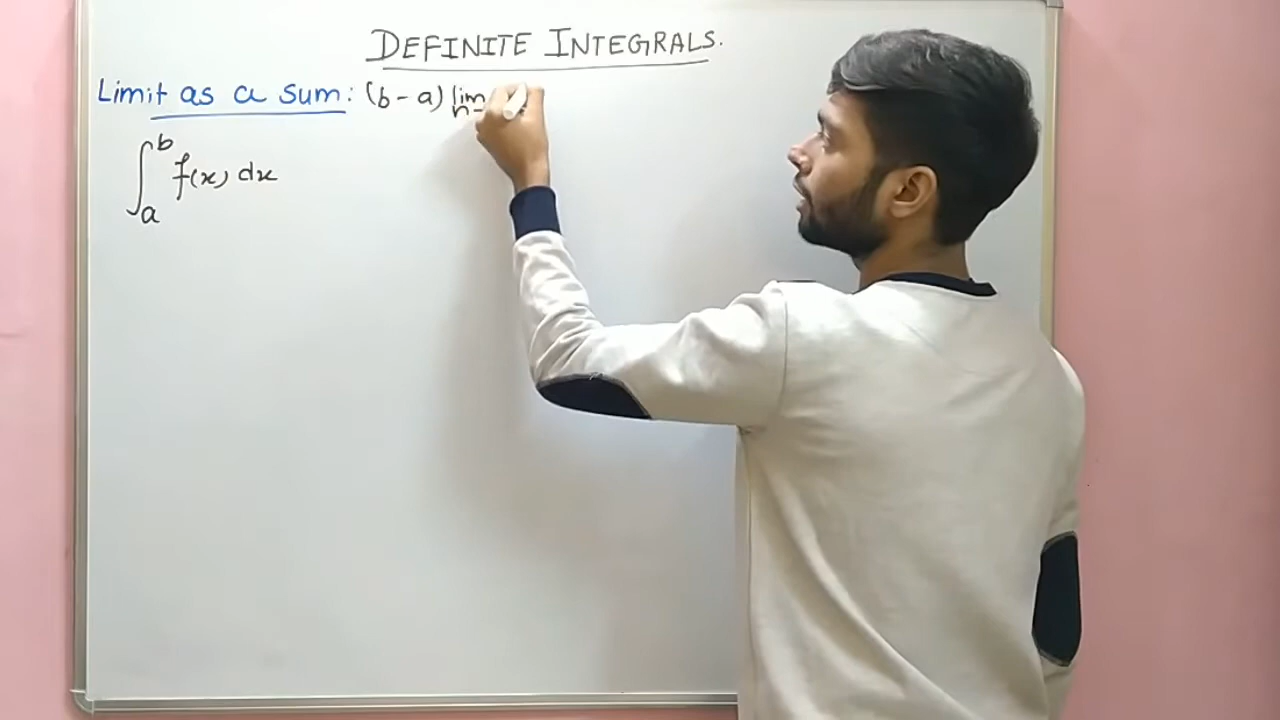 DEFINITE INTEGRALS.
Limit as a sum: (b - a) lim
n
∫ₐᵇ f(x) dx